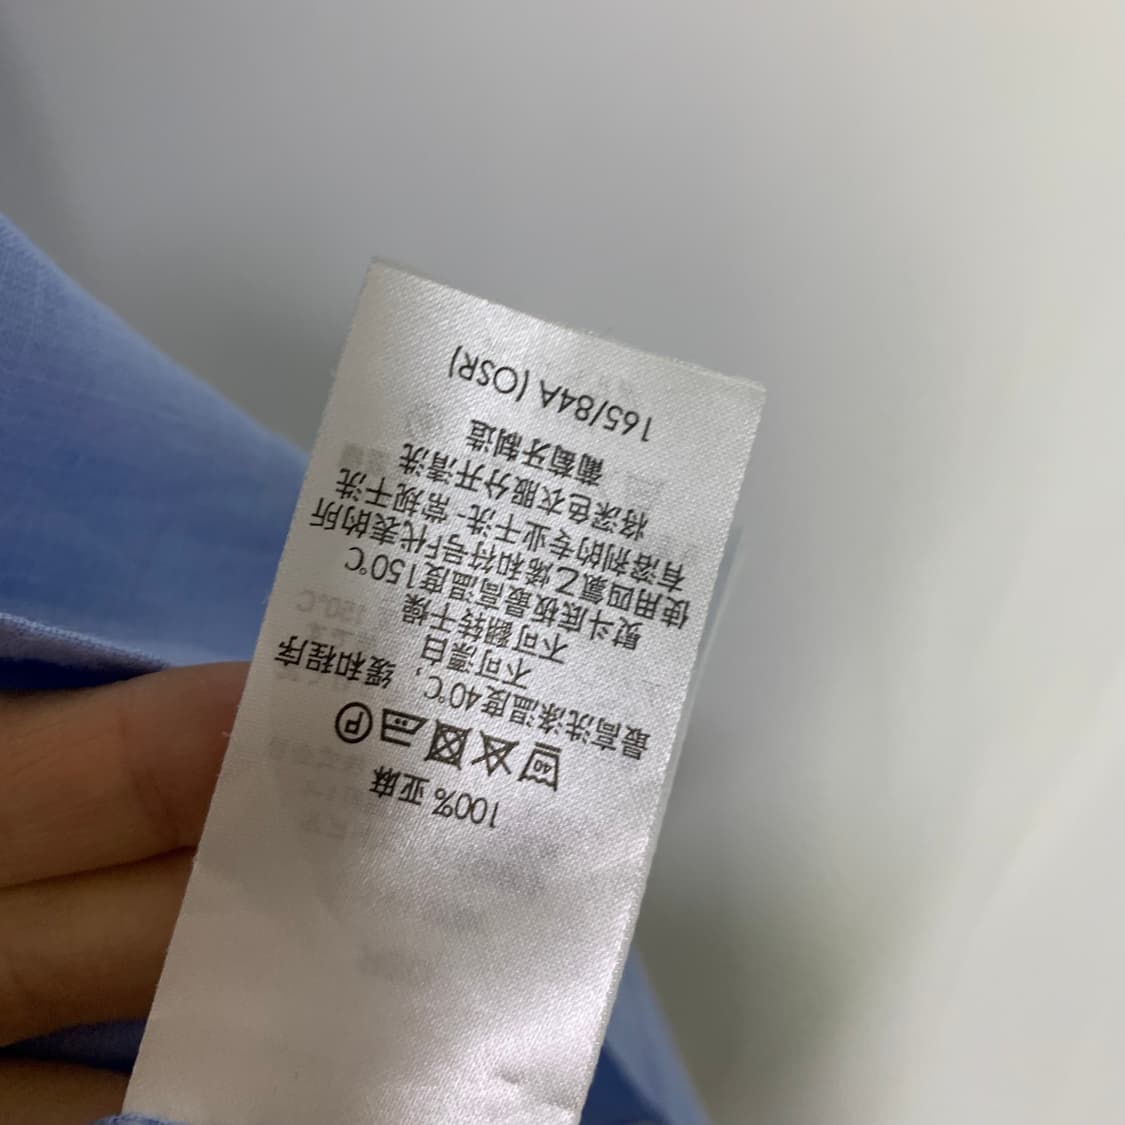 100% 亚麻
40 P
最高洗涤温度40℃，缓和程序
不可漂白
不可翻转干燥
熨斗底板最高温度150℃
使用四氯乙烯和符号F代表的所
有溶剂的专业干洗-常规干洗
将深色衣服分开清洗
葡萄牙制造
165/84A (OSR)